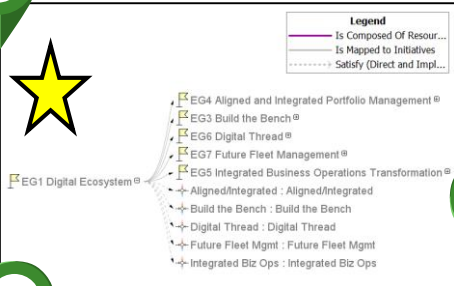 Legend
Is Composed Of Resour...
Is Mapped to Initiatives
Satisfy (Direct and Impl...
EG4 Aligned and Integrated Portfolio Management
EG3 Build the Bench
EG6 Digital Thread
EG7 Future Fleet Management
EG1 Digital Ecosystem
EG5 Integrated Business Operations Transformation
Aligned/Integrated : Aligned/Integrated
Build the Bench : Build the Bench
Digital Thread : Digital Thread
Future Fleet Mgmt : Future Fleet Mgmt
Integrated Biz Ops : Integrated Biz Ops